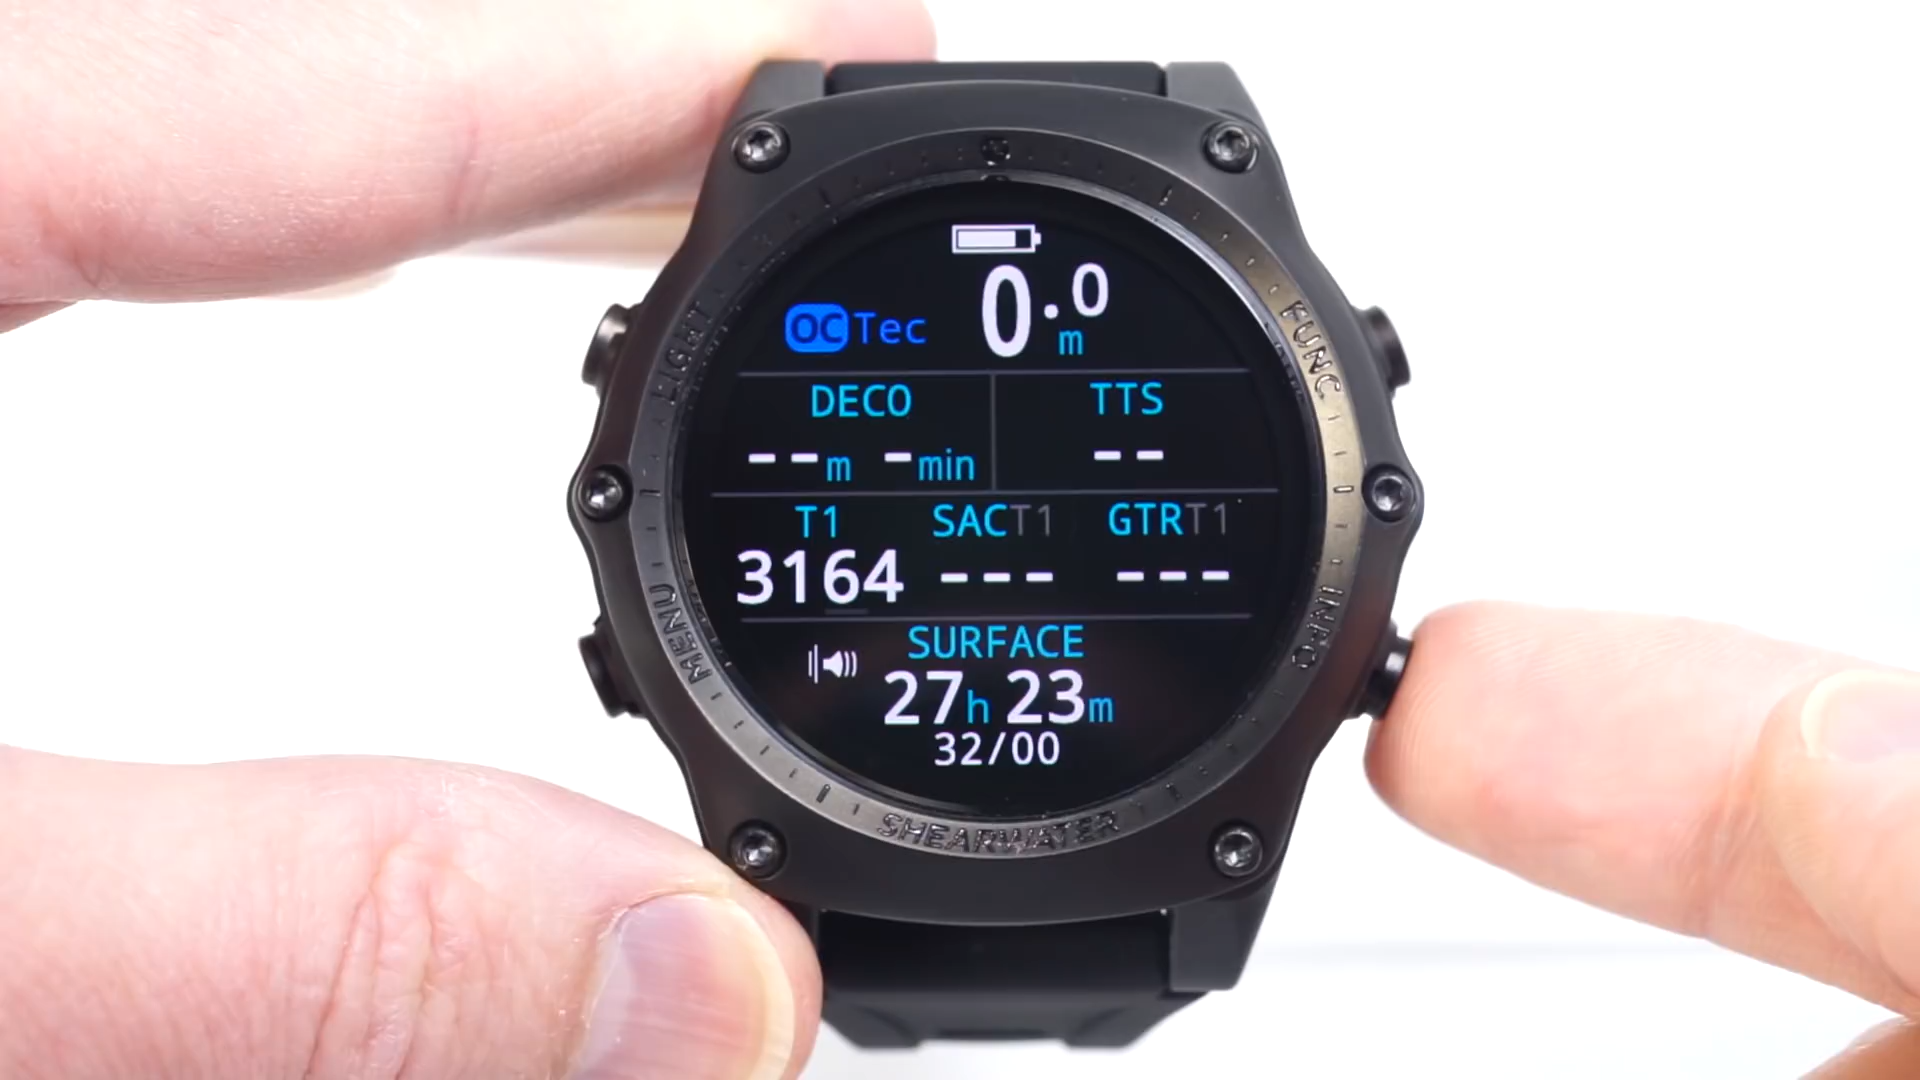 LIGHT
FUNC
0.0
OC Tec
m
DECO TTS
--m -min --
T1 SACT1 GTRT1
3164 --- ---
SURFACE
27h 23m
32/00
MENU
INFO
SHEARWATER